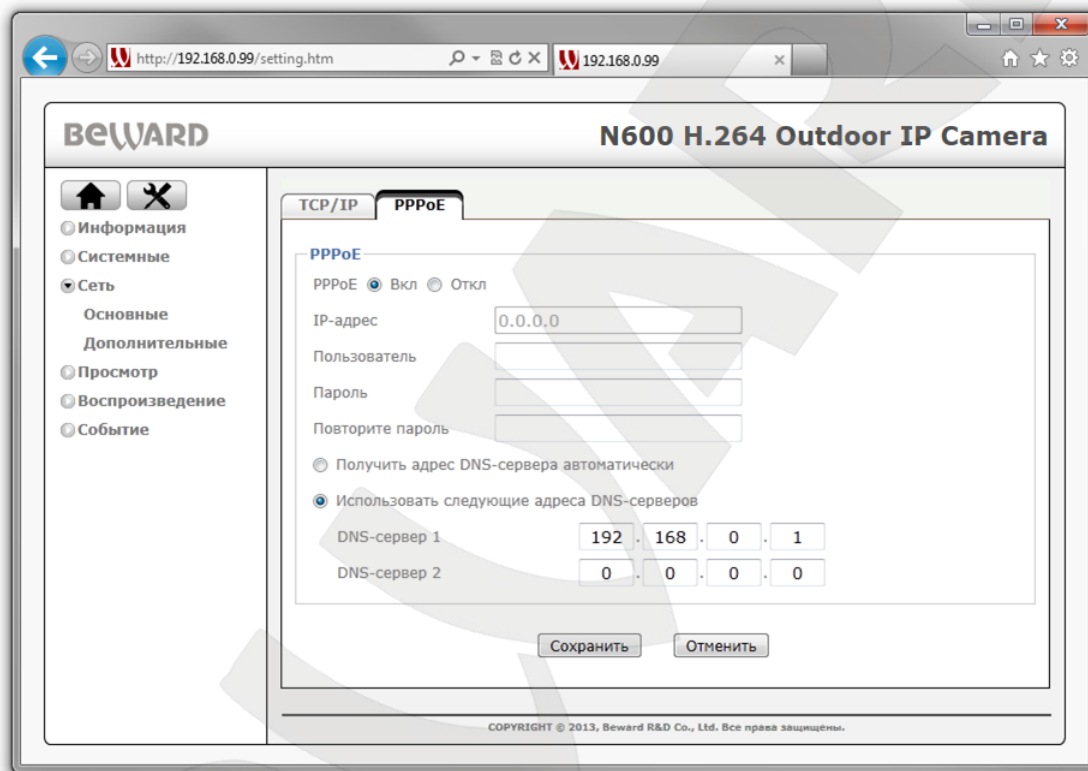 http://192.168.0.99/setting.htm
192.168.0.99
BEWARD
N600 H.264 Outdoor IP Camera
Информация
Системные
Сеть
Основные
Дополнительные
Просмотр
Воспроизведение
Событие
TCP/IP
PPPoE
PPPoE
PPPoE Вкл Откл
IP-адрес 0.0.0.0
Пользователь
Пароль
Повторите пароль
Получить адрес DNS-сервера автоматически
Использовать следующие адреса DNS-серверов
DNS-сервер 1 192 . 168 . 0 . 1
DNS-сервер 2 0 . 0 . 0 . 0
Сохранить Отменить
COPYRIGHT © 2013, Beward R&D Co., Ltd. Все права защищены.